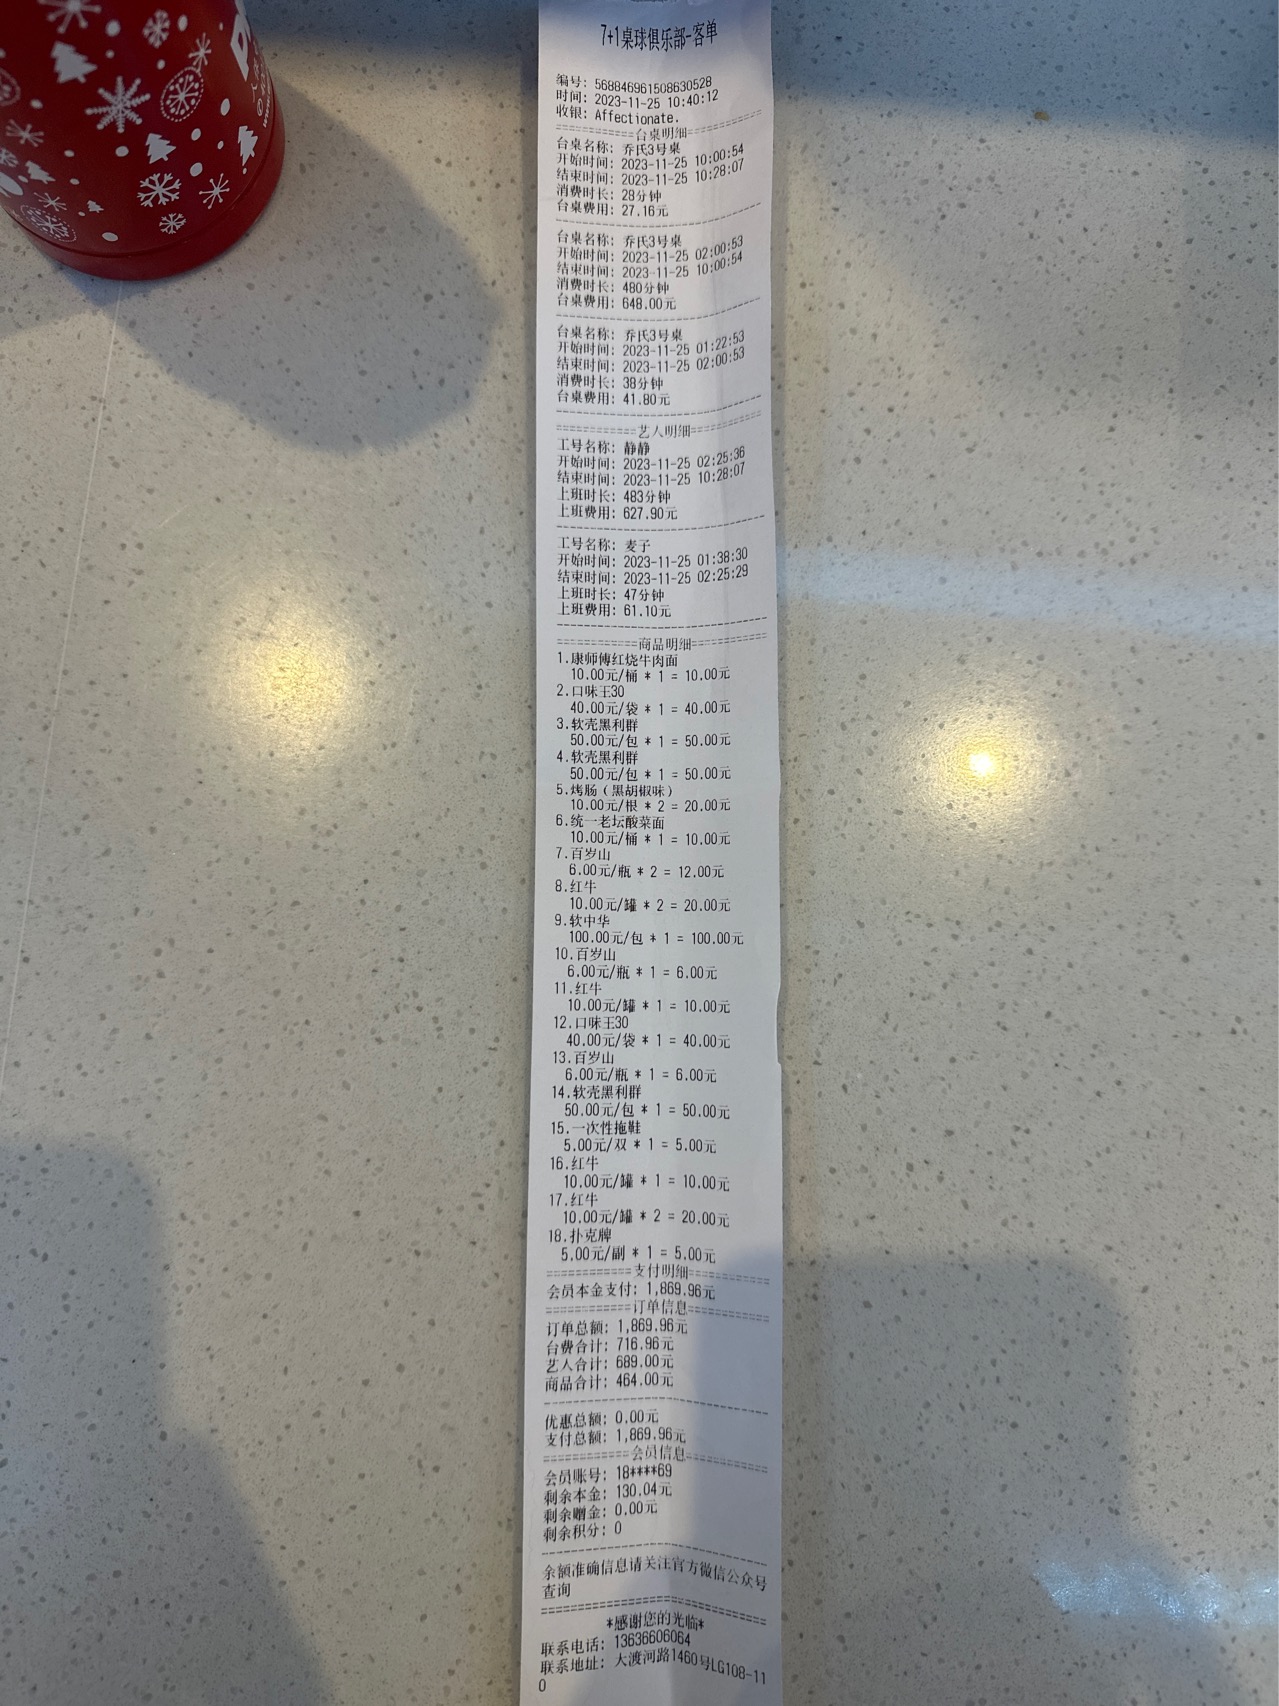 7+1桌球俱乐部-客单
编号: 568846961508630528
时间: 2023-11-25 10:40:12
收银: Affectionate.
==========台桌明细==========
台桌名称: 乔氏3号桌
开始时间: 2023-11-25 10:00:54
结束时间: 2023-11-25 10:28:07
消费时长: 28分钟
台桌费用: 27.16元
台桌名称: 乔氏3号桌
开始时间: 2023-11-25 02:00:53
结束时间: 2023-11-25 10:00:54
消费时长: 480分钟
台桌费用: 648.00元
台桌名称: 乔氏3号桌
开始时间: 2023-11-25 01:22:53
结束时间: 2023-11-25 02:00:53
消费时长: 38分钟
台桌费用: 41.80元
==========艺人明细==========
工号名称: 静静
开始时间: 2023-11-25 02:25:36
结束时间: 2023-11-25 10:28:07
上班时长: 483分钟
上班费用: 627.90元
工号名称: 麦子
开始时间: 2023-11-25 01:38:30
结束时间: 2023-11-25 02:25:29
上班时长: 47分钟
上班费用: 61.10元
==========商品明细==========
1.康师傅红烧牛肉面
10.00元/桶 * 1 = 10.00元
2.口味王30
40.00元/袋 * 1 = 40.00元
3.软壳黑利群
50.00元/包 * 1 = 50.00元
4.软壳黑利群
50.00元/包 * 1 = 50.00元
5.烤肠（黑胡椒味）
10.00元/根 * 2 = 20.00元
6.统一老坛酸菜面
10.00元/桶 * 1 = 10.00元
7.百岁山
6.00元/瓶 * 2 = 12.00元
8.红牛
10.00元/罐 * 2 = 20.00元
9.软中华
100.00元/包 * 1 = 100.00元
10.百岁山
6.00元/瓶 * 1 = 6.00元
11.红牛
10.00元/罐 * 1 = 10.00元
12.口味王30
40.00元/袋 * 1 = 40.00元
13.百岁山
6.00元/瓶 * 1 = 6.00元
14.软壳黑利群
50.00元/包 * 1 = 50.00元
15.一次性拖鞋
5.00元/双 * 1 = 5.00元
16.红牛
10.00元/罐 * 1 = 10.00元
17.红牛
10.00元/罐 * 2 = 20.00元
18.扑克牌
5.00元/副 * 1 = 5.00元
==========支付明细==========
会员本金支付: 1,869.96元
==========订单信息==========
订单总额: 1,869.96元
台费合计: 716.96元
艺人合计: 689.00元
商品合计: 464.00元
优惠总额: 0.00元
支付总额: 1,869.96元
==========会员信息==========
会员账号: 18****69
剩余本金: 130.04元
剩余赠金: 0.00元
剩余积分: 0
余额准确信息请关注官方微信公众号
查询
*感谢您的光临*
联系电话: 13636606064
联系地址: 大渡河路1460号LG108-11
0